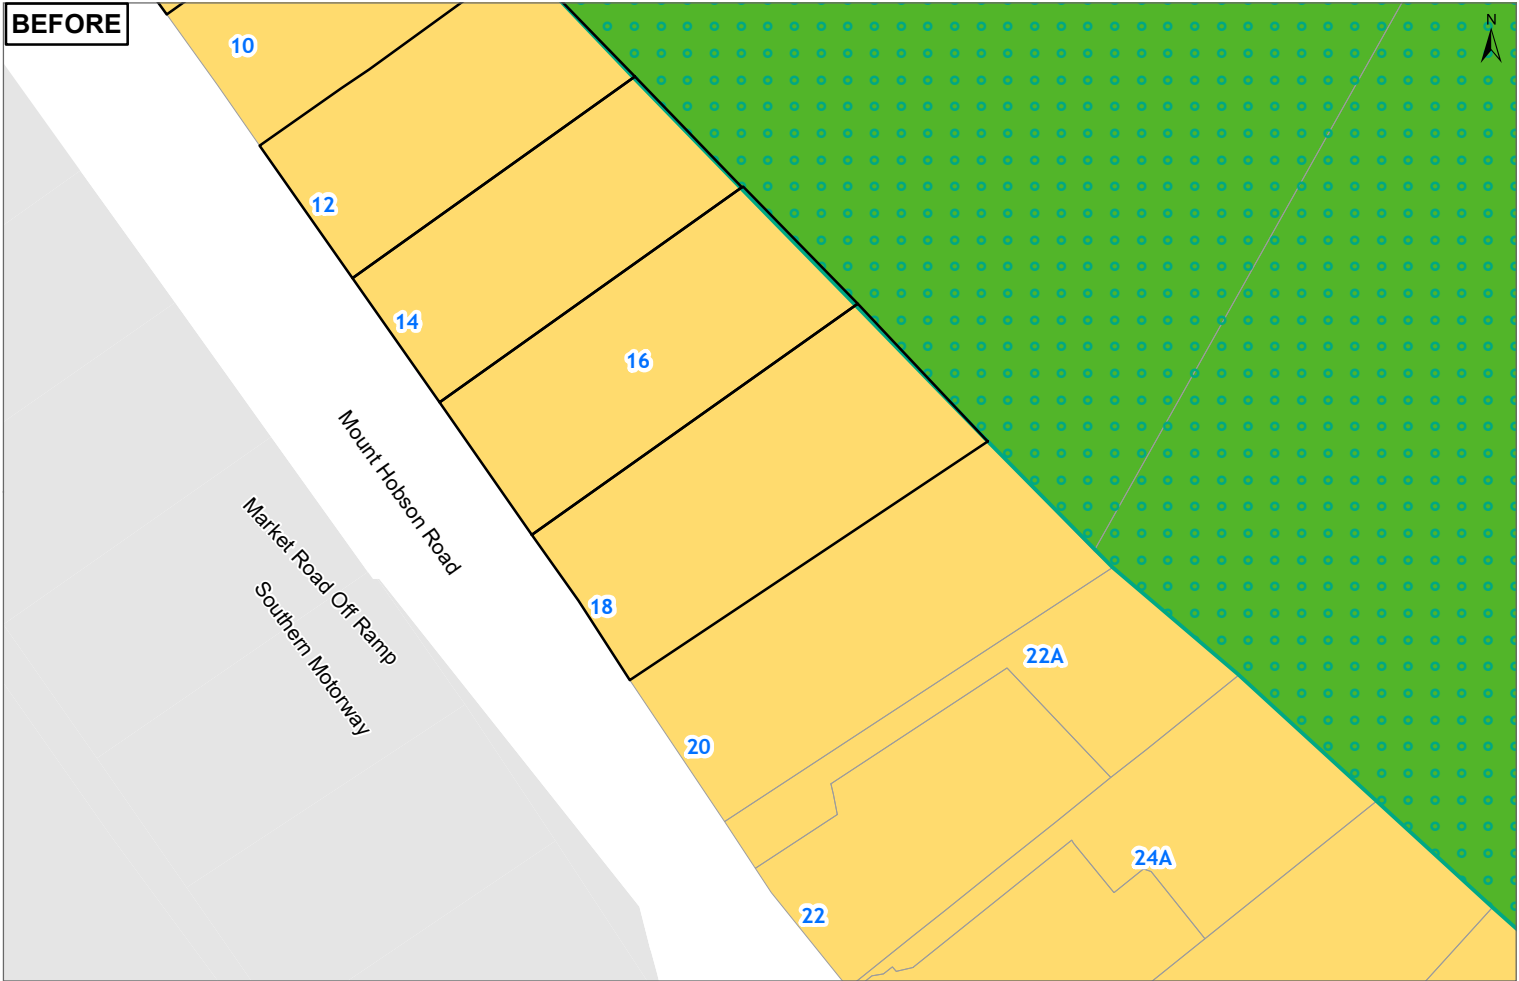 BEFORE
N
10
12
14
16
Mount Hobson Road
Market Road Off Ramp
Southern Motorway
18
22A
20
24A
22